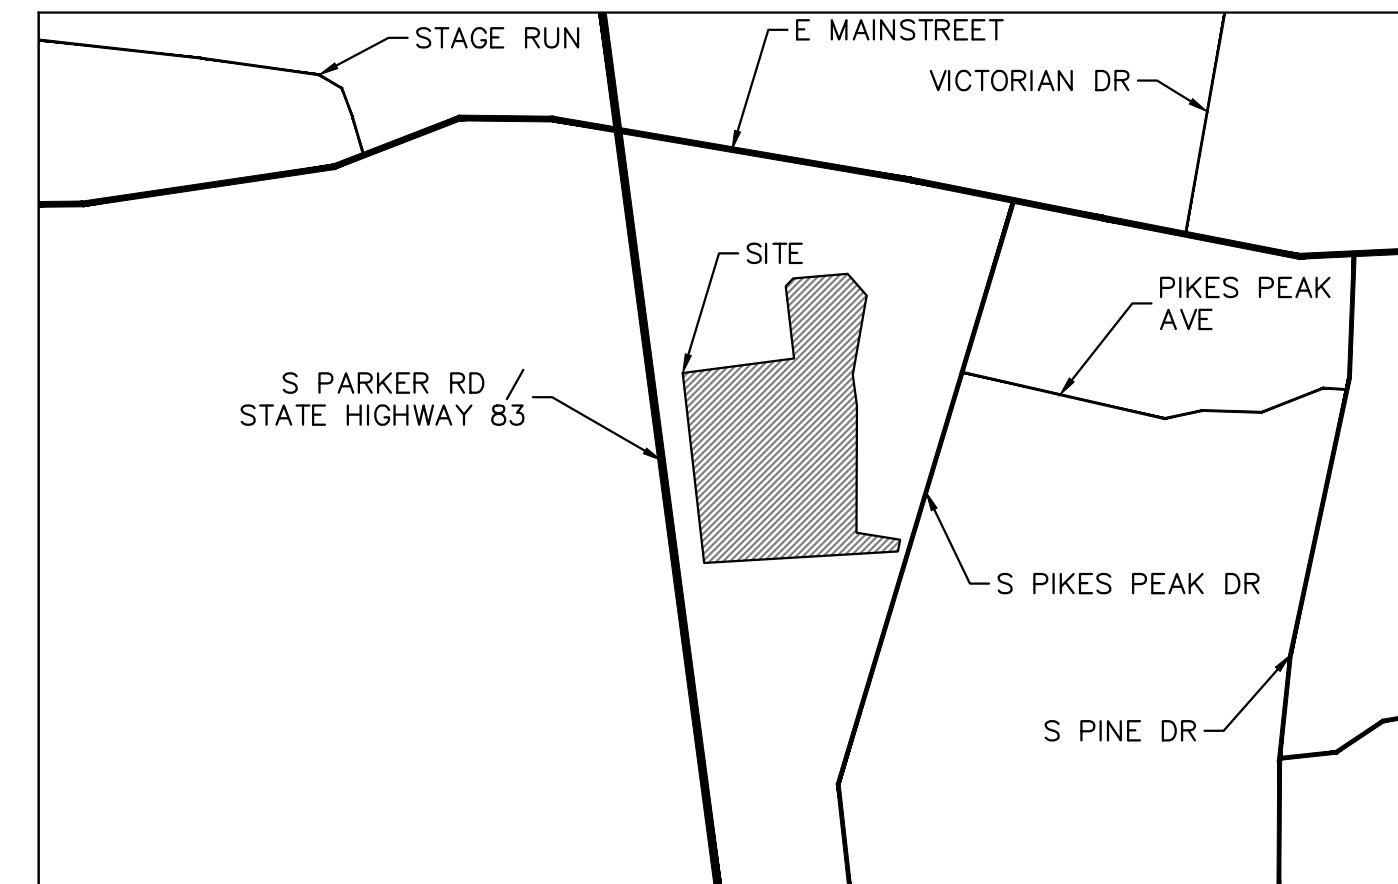 STAGE RUN
E MAINSTREET
VICTORIAN DR
SITE
PIKES PEAK
AVE
S PARKER RD /
STATE HIGHWAY 83
S PIKES PEAK DR
S PINE DR